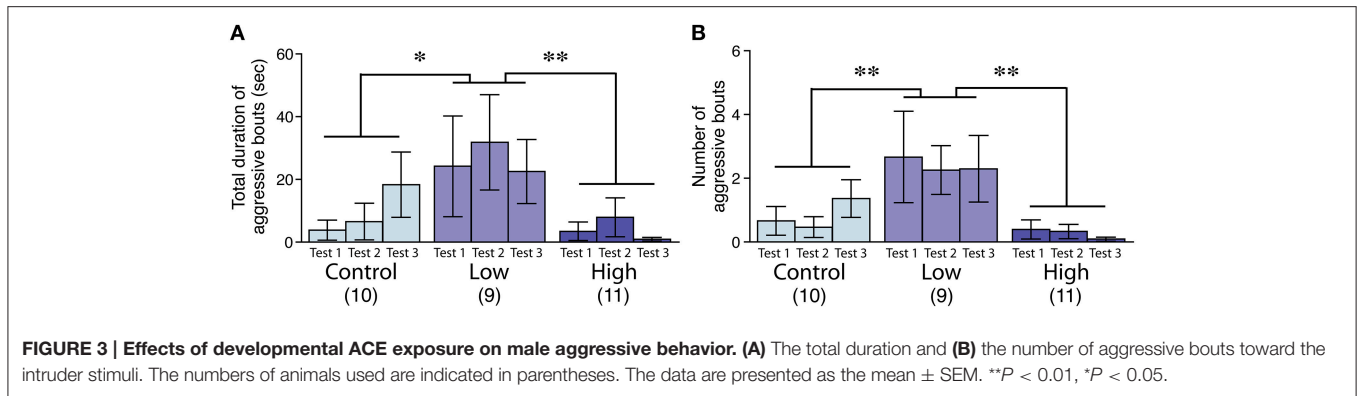 A
B
Total duration of
aggressive bouts (sec)
60
40
20
0
*
**
Test 1 Test 2 Test 3 Test 1 Test 2 Test 3 Test 1 Test 2 Test 3
Control Low High
(10) (9) (11)
Number of
aggressive bouts
6
4
2
0
**
**
Test 1 Test 2 Test 3 Test 1 Test 2 Test 3 Test 1 Test 2 Test 3
Control Low High
(10) (9) (11)
FIGURE 3 | Effects of developmental ACE exposure on male aggressive behavior. (A) The total duration and (B) the number of aggressive bouts toward the
intruder stimuli. The numbers of animals used are indicated in parentheses. The data are presented as the mean ± SEM. **P < 0.01, *P < 0.05.